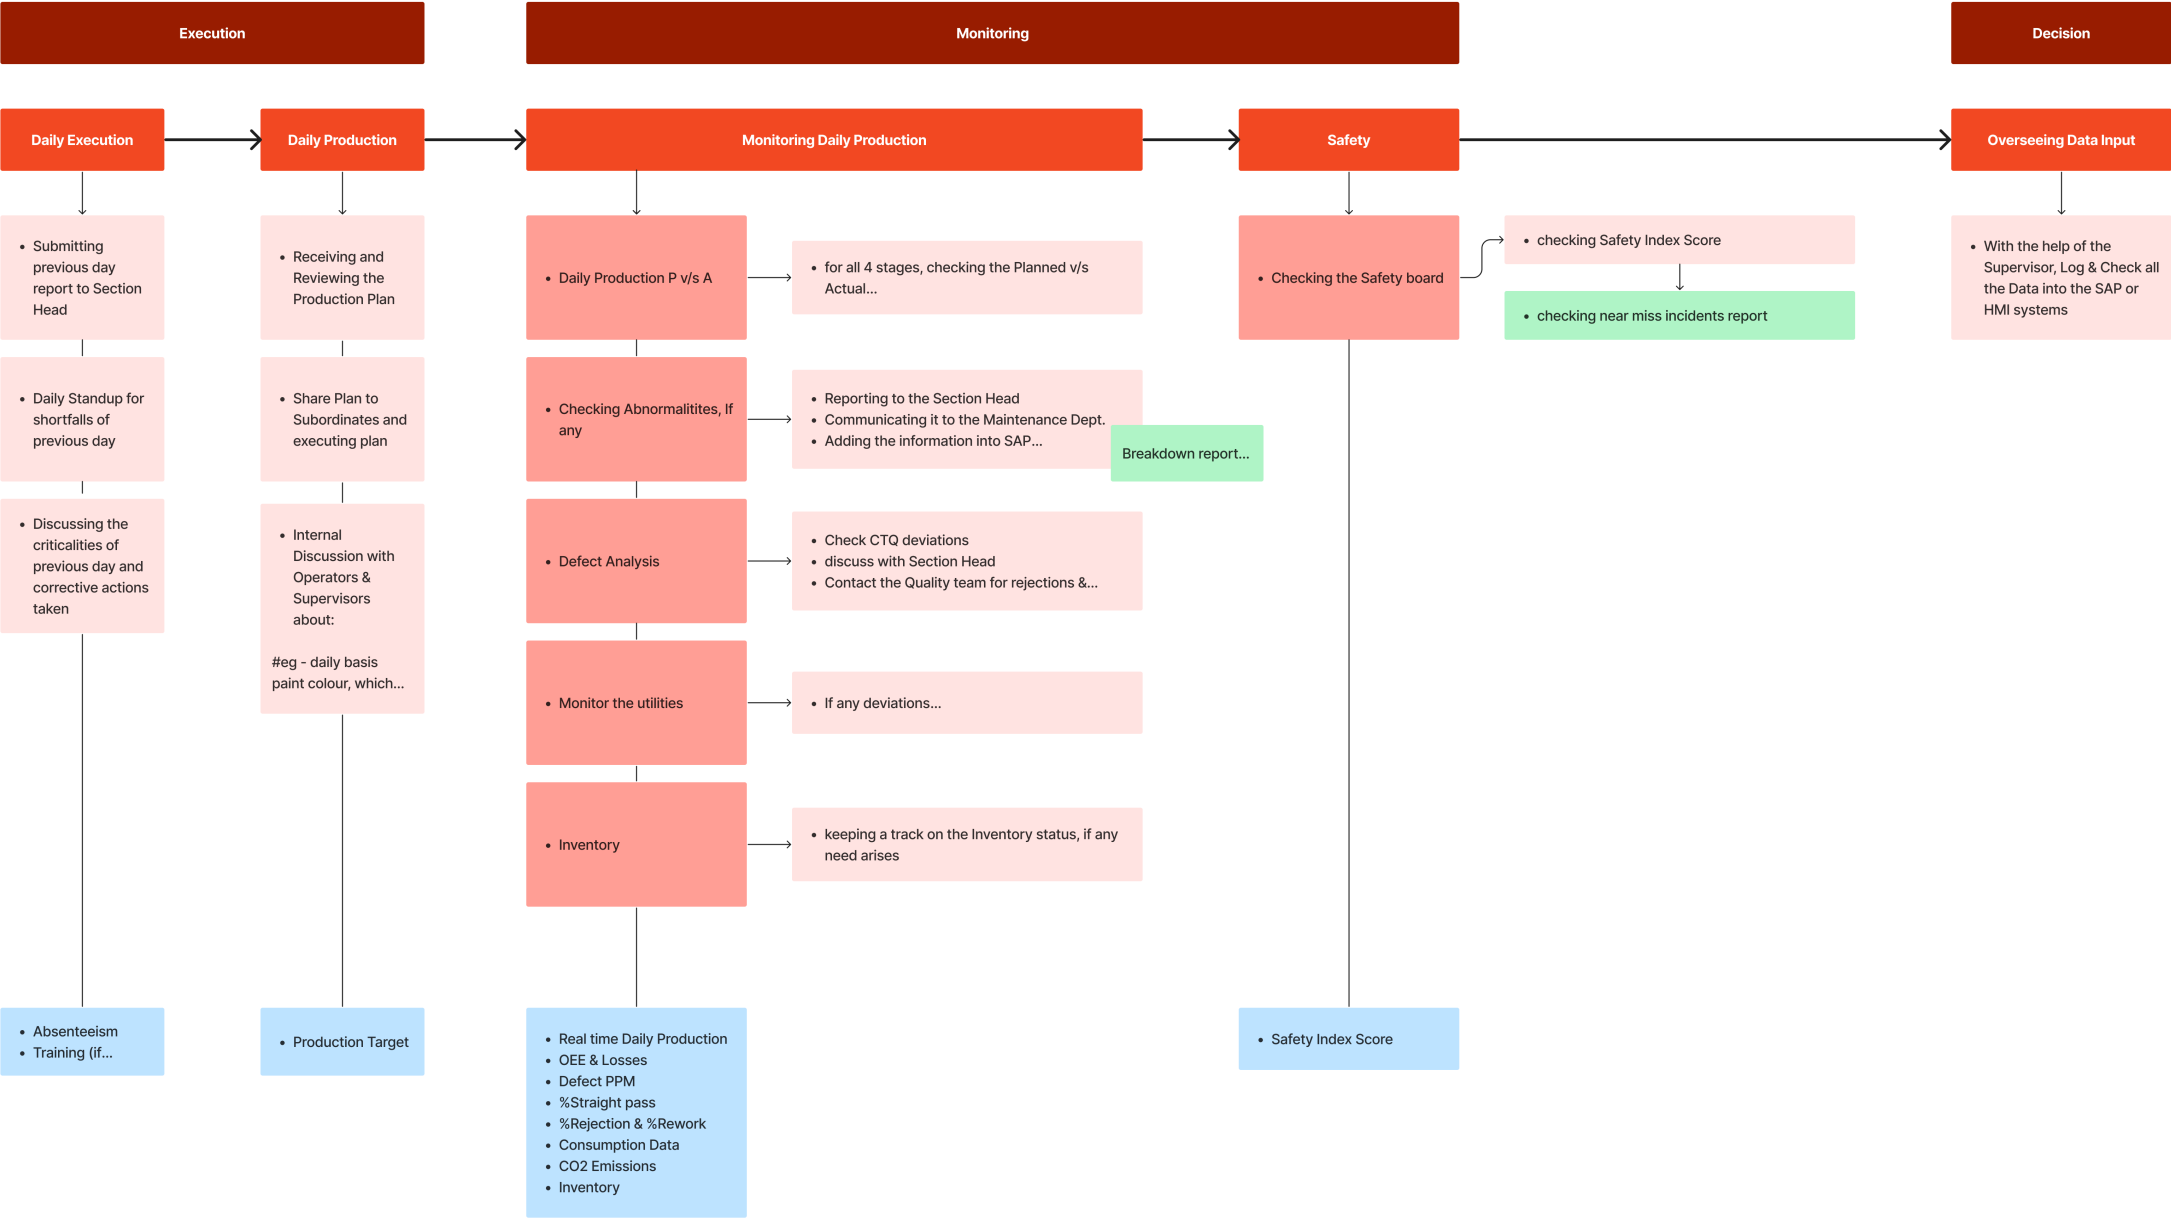 Execution
Monitoring
Decision
Daily Execution
Daily Production
Monitoring Daily Production
Safety
Overseeing Data Input
• Submitting
previous day
report to Section
Head
• Daily Standup for
shortfalls of
previous day
• Discussing the
criticalities of
previous day and
corrective actions
taken
• Absenteeism
• Training (if...
• Receiving and
Reviewing the
Production Plan
• Share Plan to
Subordinates and
executing plan
• Internal
Discussion with
Operators &
Supervisors
about:
#eg - daily basis
paint colour, which...
• Production Target
• Daily Production P v/s A
• for all 4 stages, checking the Planned v/s
Actual...
• Checking Abnormalitites, If
any
• Reporting to the Section Head
• Communicating it to the Maintenance Dept.
• Adding the information into SAP...
Breakdown report...
• Defect Analysis
• Check CTQ deviations
• discuss with Section Head
• Contact the Quality team for rejections &...
• Monitor the utilities
• If any deviations...
• Inventory
• keeping a track on the Inventory status, if any
need arises
• Real time Daily Production
• OEE & Losses
• Defect PPM
• %Straight pass
• %Rejection & %Rework
• Consumption Data
• CO2 Emissions
• Inventory
• Checking the Safety board
• checking Safety Index Score
• checking near miss incidents report
• Safety Index Score
• With the help of the
Supervisor, Log & Check all
the Data into the SAP or
HMI systems